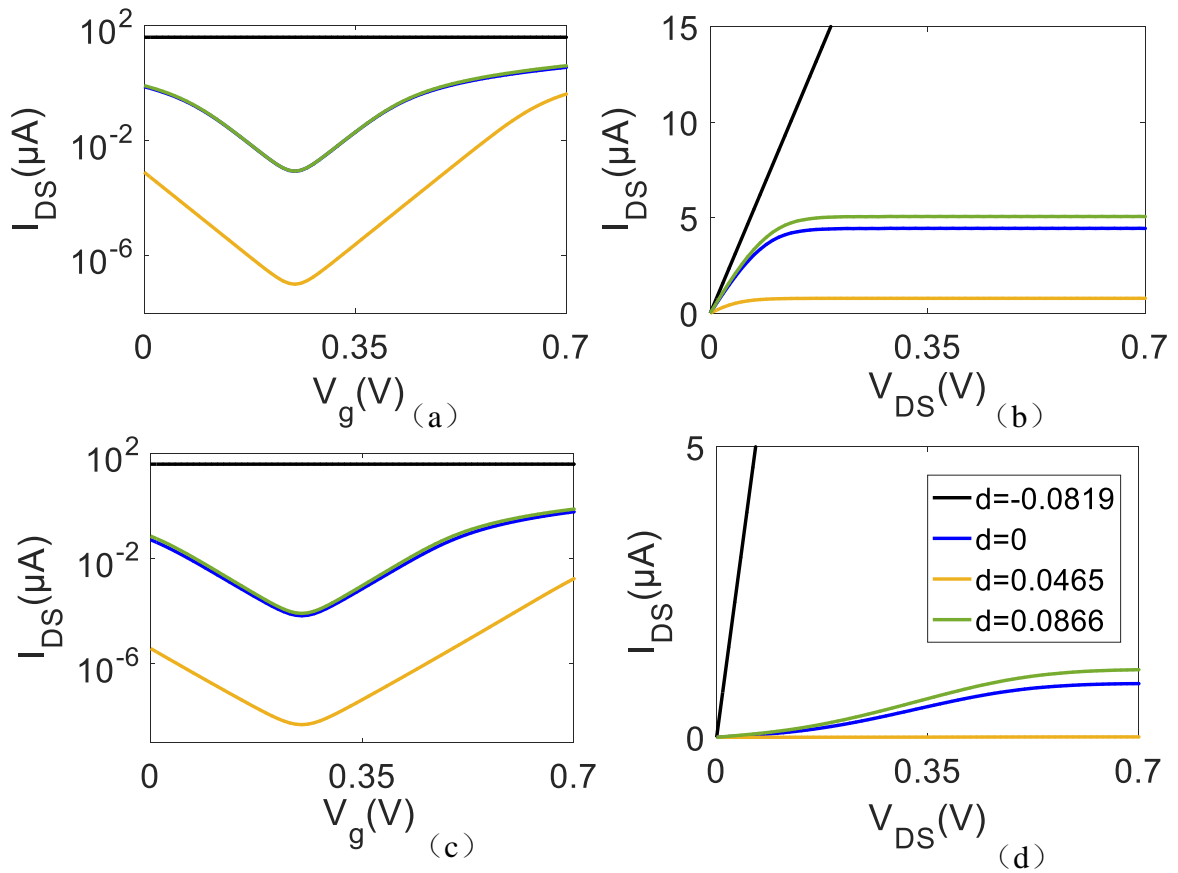 I_DS(µA)
10^2
10^-2
10^-6
0
0.35
0.7
V_g(V)
（a）
I_DS(µA)
15
10
5
0
0
0.35
0.7
V_DS(V)
（b）
I_DS(µA)
10^2
10^-2
10^-6
0
0.35
0.7
V_g(V)
（c）
I_DS(µA)
5
0
d=-0.0819
d=0
d=0.0465
d=0.0866
0
0.35
0.7
V_DS(V)
（d）